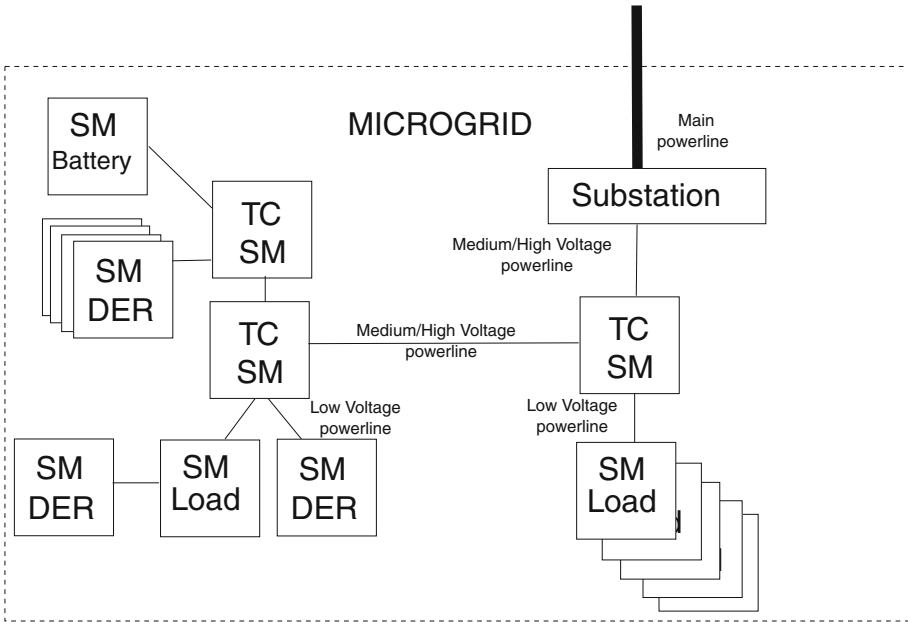 MICROGRID
Main
powerline
SM
Battery
Substation
TC
SM
Medium/High Voltage
powerline
SM
DER
TC
SM
Medium/High Voltage
powerline
TC
SM
Low Voltage
powerline
Low Voltage
powerline
SM
DER
SM
Load
SM
DER
SM
Load
d